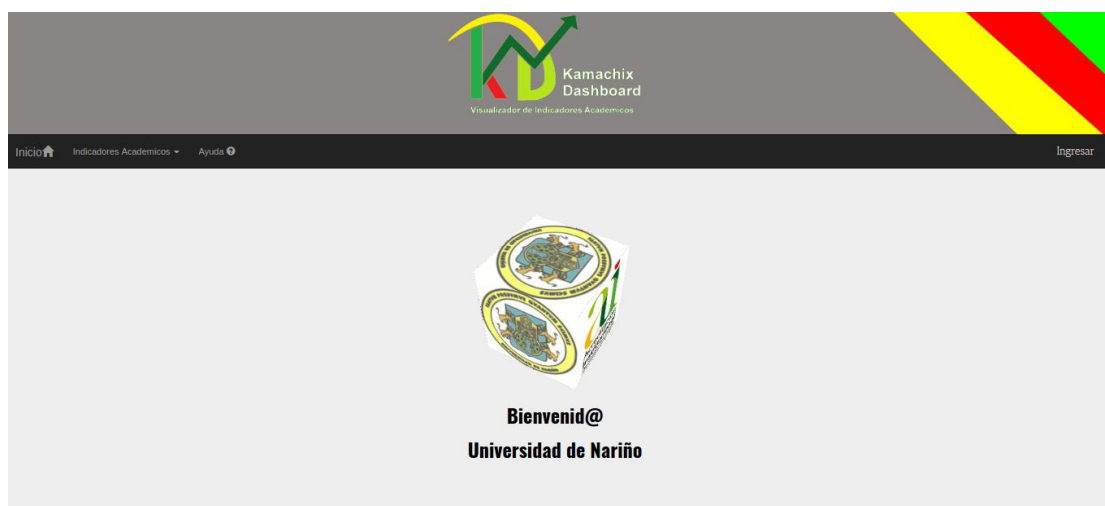 Kamachix
Dashboard
Visualizador de Indicadores Academicos
Inicio
Indicadores Academicos
Ayuda
Ingresar
Bienvenid@
Universidad de Nariño